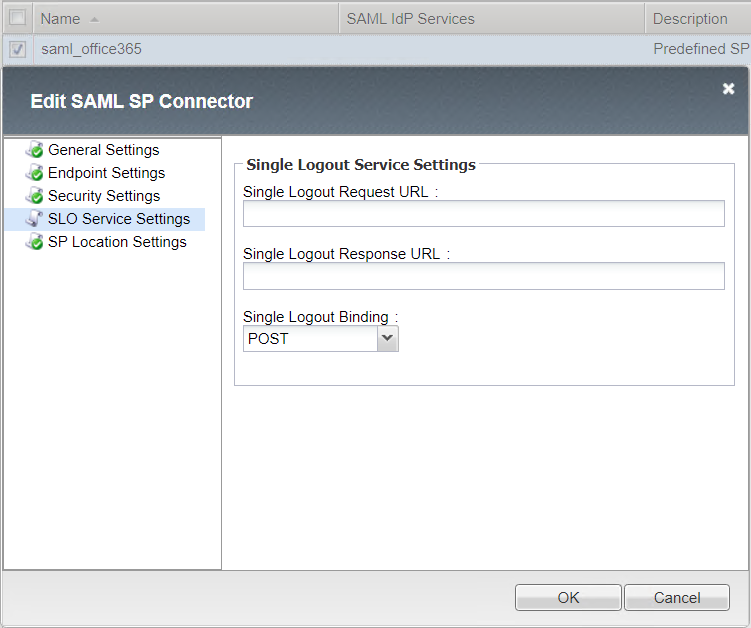 Name SAML IdP Services Description
saml_office365 Predefined SP
Edit SAML SP Connector
General Settings
Endpoint Settings
Security Settings
SLO Service Settings
SP Location Settings
Single Logout Service Settings
Single Logout Request URL :
Single Logout Response URL :
Single Logout Binding :
POST
OK Cancel